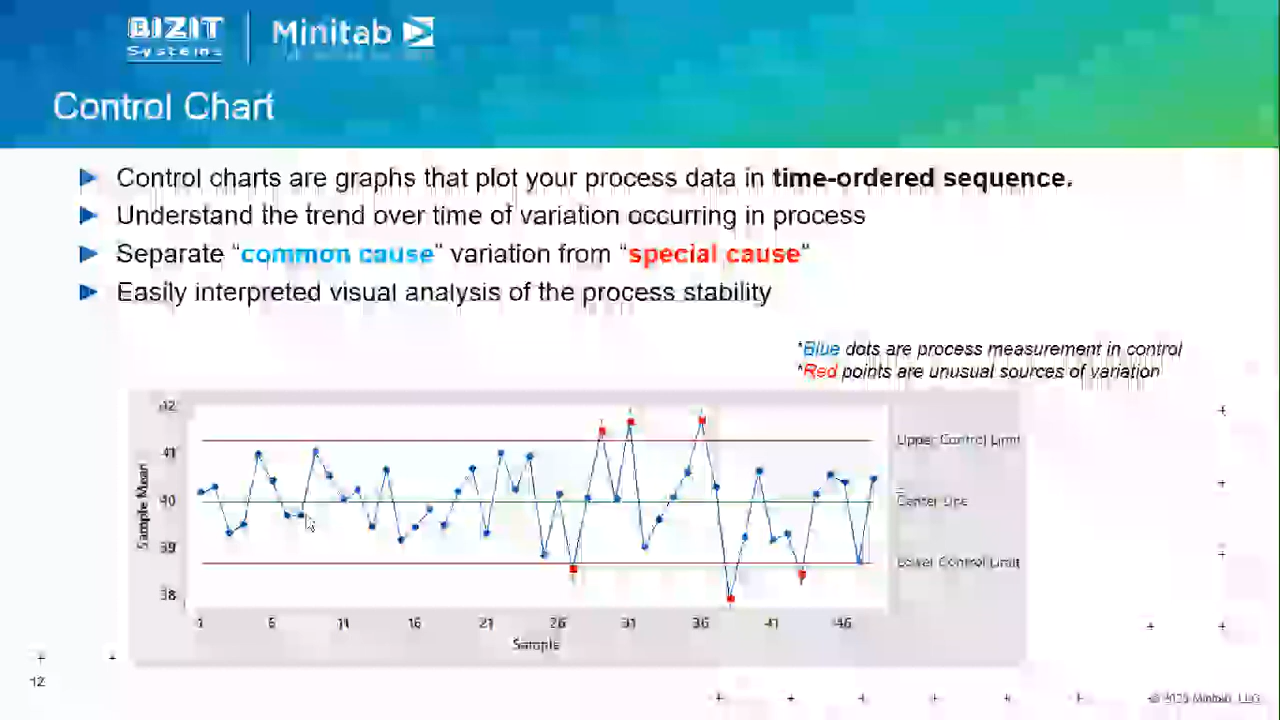 BIZIT
Systems
Minitab
Control Chart
Control charts are graphs that plot your process data in time-ordered sequence.
Understand the trend over time of variation occurring in process
Separate “common cause” variation from “special cause”
Easily interpreted visual analysis of the process stability
*Blue dots are process measurement in control
*Red points are unusual sources of variation
42
41
40
39
38
Sample Mean
Upper Control Limit
Center Line
Lower Control Limit
1 6 11 16 21 26 31 36 41 46
Sample
12
Minitab, LLC